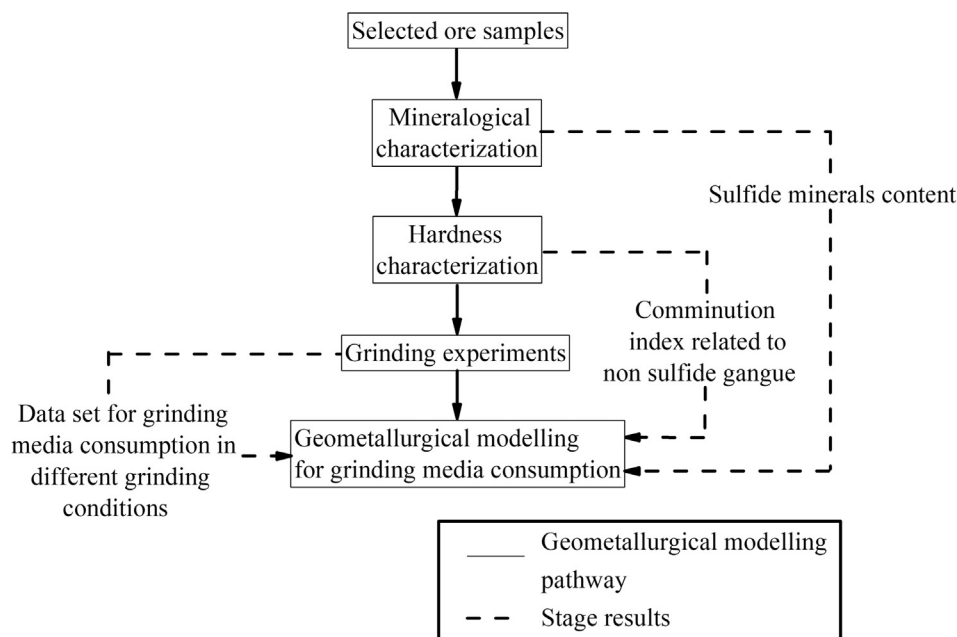 Selected ore samples
Mineralogical
characterization
Sulfide minerals content
Hardness
characterization
Comminution
index related to
non sulfide gangue
Grinding experiments
Data set for grinding
media consumption in
different grinding
conditions
Geometallurgical modelling
for grinding media consumption
Geometallurgical modelling
pathway
Stage results